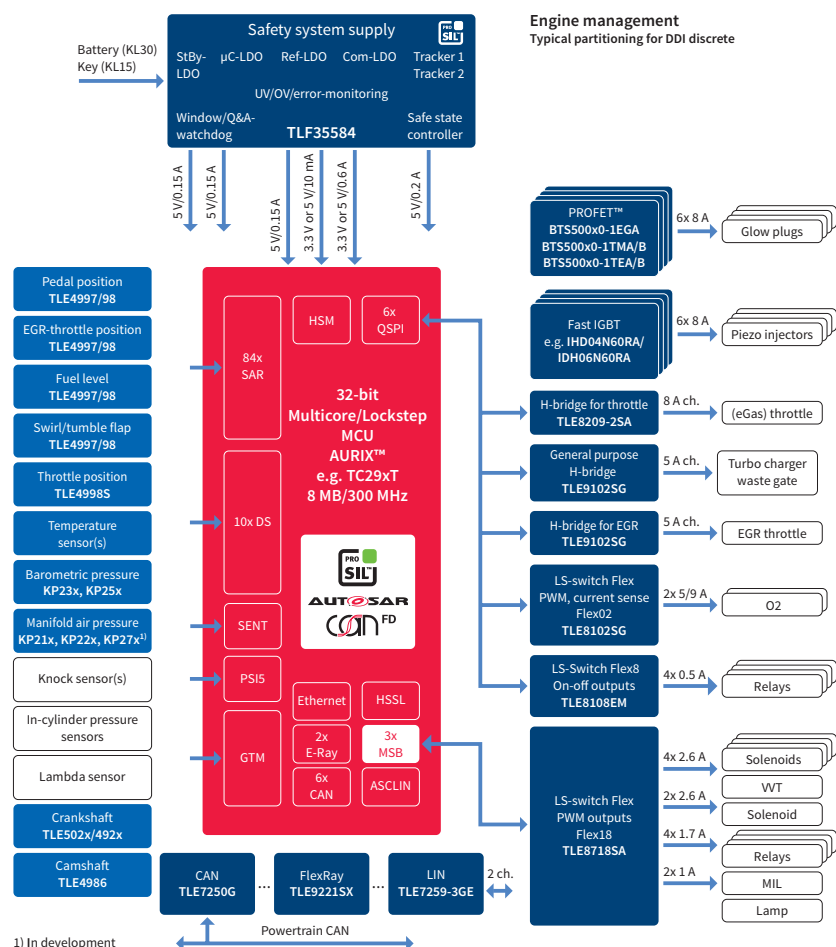 Engine management
Typical partitioning for DDI discrete
Battery (KL30)
Key (KL15)
Safety system supply
PRO
SIL™
StBy-
LDO
µC-LDO
Ref-LDO
Com-LDO
Tracker 1
Tracker 2
UV/OV/error-monitoring
Window/Q&A-
watchdog
TLF35584
Safe state
controller
5 V/0.15 A
5 V/0.15 A
5 V/0.15 A
3.3 V or 5 V/10 mA
3.3 V or 5 V/0.6 A
5 V/0.2 A
Pedal position
TLE4997/98
EGR-throttle position
TLE4997/98
Fuel level
TLE4997/98
Swirl/tumble flap
TLE4997/98
Throttle position
TLE4998S
Temperature
sensor(s)
Barometric pressure
KP23x, KP25x
Manifold air pressure
KP21x, KP22x, KP27x1)
Knock sensor(s)
In-cylinder pressure
sensors
Lambda sensor
Crankshaft
TLE502x/492x
Camshaft
TLE4986
84x
SAR
10x DS
SENT
PSI5
GTM
HSM
6x
QSPI
32-bit
Multicore/Lockstep
MCU
AURIX™
e.g. TC29xT
8 MB/300 MHz
PRO
SIL™
AUTOSAR
CAN FD
Ethernet
HSSL
2x
E-Ray
3x
MSB
6x
CAN
ASCLIN
PROFET™
BTS500x0-1EGA
BTS500x0-1TMA/B
BTS500x0-1TEA/B
6x 8 A
Glow plugs
Fast IGBT
e.g. IHD04N60RA/
IDH06N60RA
6x 8 A
Piezo injectors
H-bridge for throttle
TLE8209-2SA
8 A ch.
(eGas) throttle
General purpose
H-bridge
TLE9102SG
5 A ch.
Turbo charger
waste gate
H-bridge for EGR
TLE9102SG
5 A ch.
EGR throttle
LS-switch Flex
PWM, current sense
Flex02
TLE8102SG
2x 5/9 A
O2
LS-Switch Flex8
On-off outputs
TLE8108EM
4x 0.5 A
Relays
LS-switch Flex
PWM outputs
Flex18
TLE8718SA
4x 2.6 A
Solenoids
VVT
2x 2.6 A
Solenoid
4x 1.7 A
Relays
2x 1 A
MIL
Lamp
CAN
TLE7250G
...
FlexRay
TLE9221SX
...
LIN
TLE7259-3GE
2 ch.
Powertrain CAN
1) In development